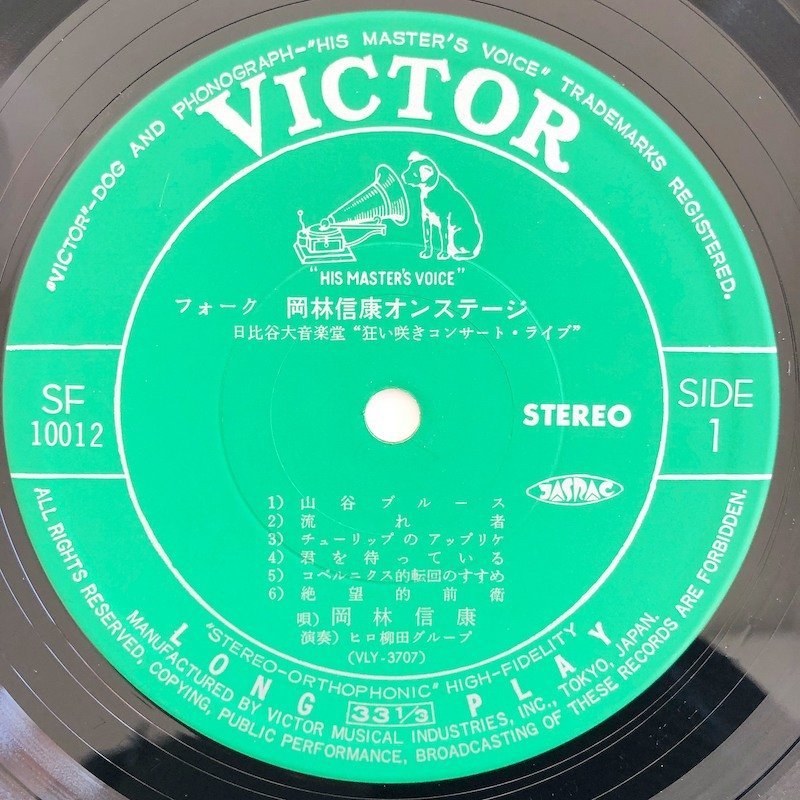 "VICTOR"-DOG AND PHONOGRAPH-"HIS MASTER'S VOICE" TRADEMARKS REGISTERED.
VICTOR
"HIS MASTER'S VOICE"
フォーク 岡林信康オンステージ
日比谷大音楽堂“狂い咲きコンサート・ライブ”
SF
10012
STEREO
SIDE
1
JASRAC
1) 山谷ブルース
2) 流れ者
3) チューリップのアップリケ
4) 君を待っている
5) コペルニクス的転回のすすめ
6) 絶望的前衛
唄) 岡林信康
演奏) ヒロ柳田グループ
(VLY-3707)
"STEREO-ORTHOPHONIC" HIGH-FIDELITY
LONG 33 1/3 PLAY
MANUFACTURED BY VICTOR MUSICAL INDUSTRIES, INC., TOKYO, JAPAN.
ALL RIGHTS RESERVED, COPYING, PUBLIC PERFORMANCE, BROADCASTING OF THESE RECORDS ARE FORBIDDEN.